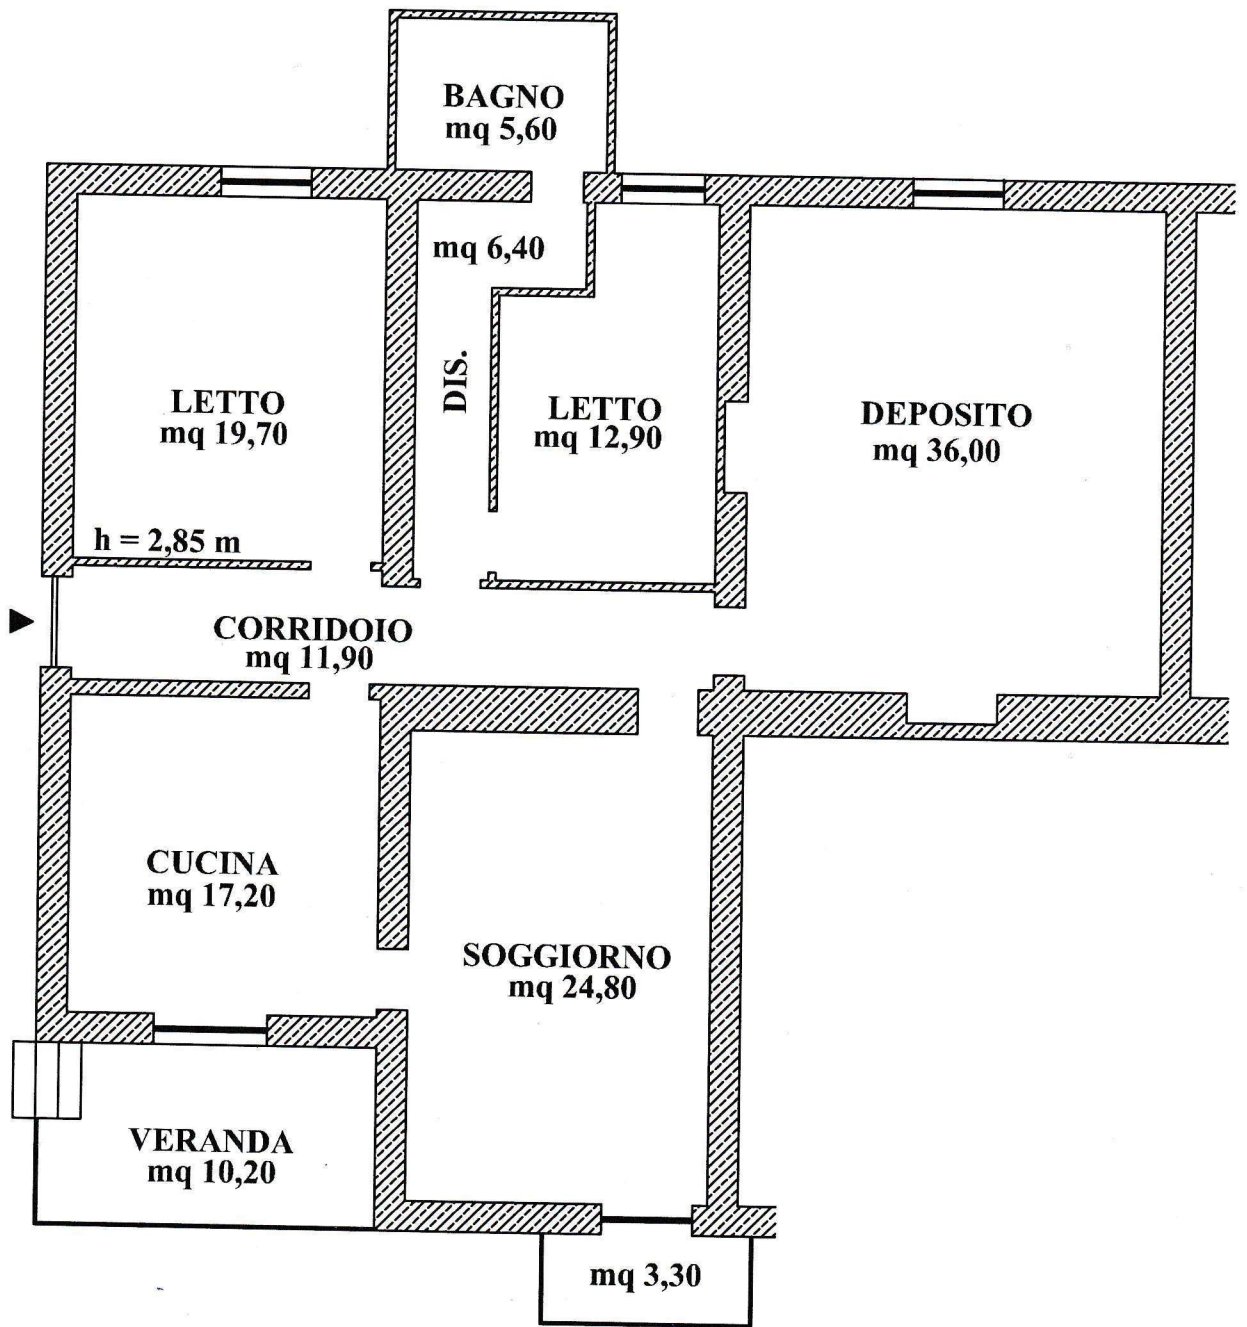 BAGNO
mq 5,60
mq 6,40
DIS.
LETTO
mq 19,70
LETTO
mq 12,90
DEPOSITO
mq 36,00
h = 2,85 m
CORRIDOIO
mq 11,90
CUCINA
mq 17,20
SOGGIORNO
mq 24,80
VERANDA
mq 10,20
mq 3,30